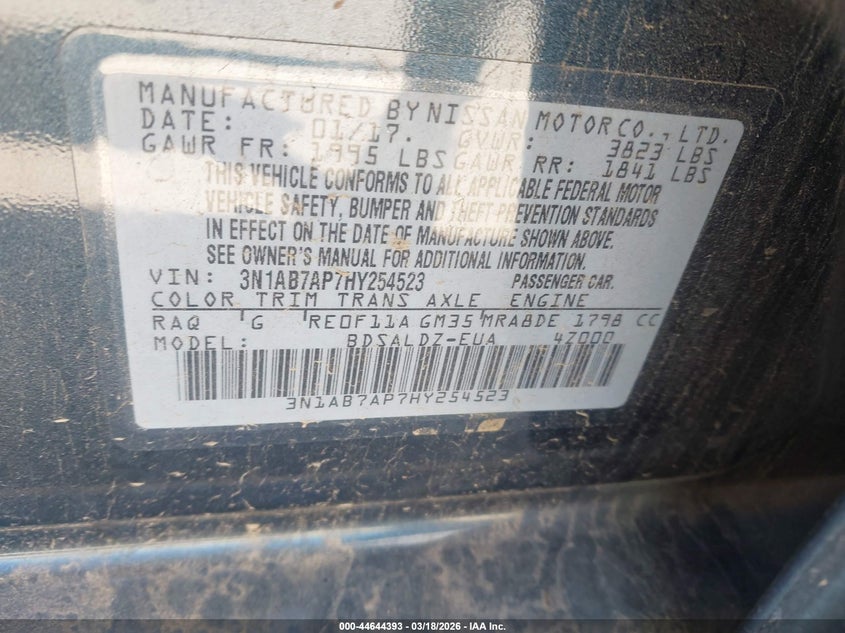 MANUFACTURED BY NISSAN MOTOR CO., LTD.
DATE: 01/17. GVWR: 3823 LBS
GAWR FR: 1995 LBS GAWR RR: 1841 LBS
THIS VEHICLE CONFORMS TO ALL APPLICABLE FEDERAL MOTOR
VEHICLE SAFETY, BUMPER AND THEFT PREVENTION STANDARDS
IN EFFECT ON THE DATE OF MANUFACTURE SHOWN ABOVE.
SEE OWNER'S MANUAL FOR ADDITIONAL INFORMATION.
VIN: 3N1AB7AP7HY254523 PASSENGER CAR.
COLOR TRIM TRANS AXLE ENGINE
RAQ 'G 'RE0F11A GM35 'MRA8DE 1798 CC
MODEL: BDSALDZ-EUA 4Z000
3N1AB7AP7HY254523
000-44644393 | 03/18/2026 - IAA Inc.